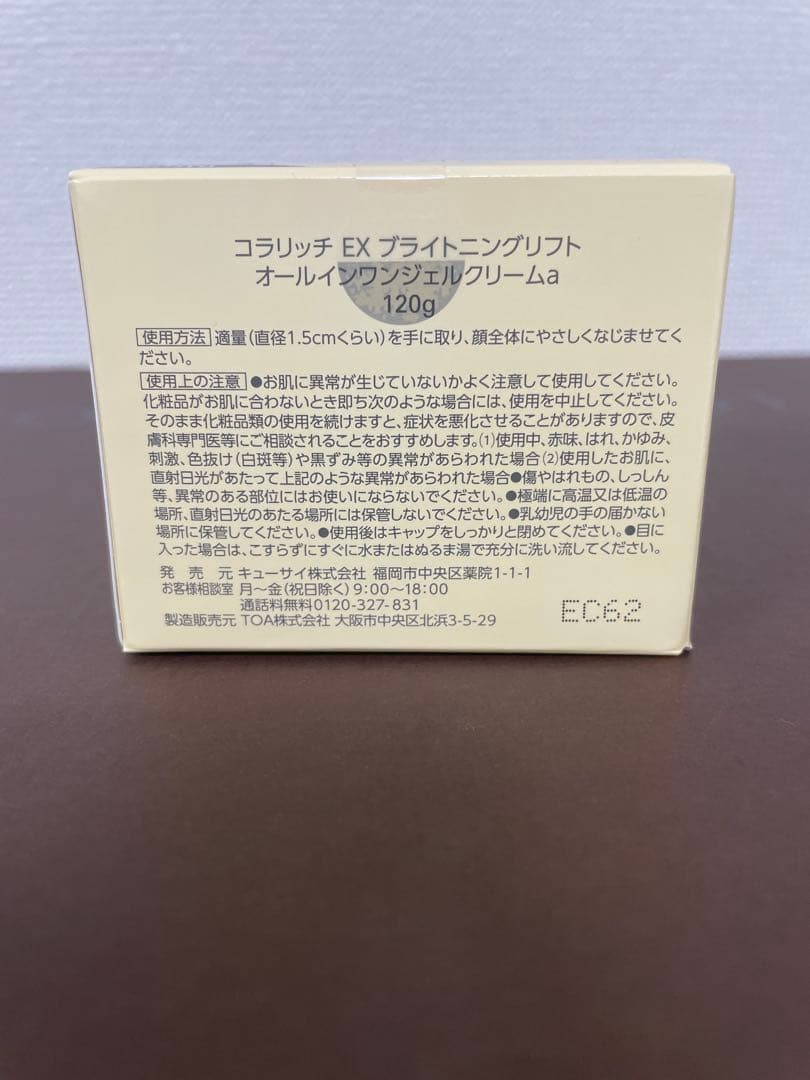 コラリッチ EX ブライトニングリフト
オールインワンジェルクリームa
120g
使用方法 適量(直径1.5cmくらい)を手に取り、顔全体にやさしくなじませてく
ださい。
使用上の注意 ●お肌に異常が生じていないかよく注意して使用してください。
化粧品がお肌に合わないとき即ち次のような場合には、使用を中止してください。
そのまま化粧品類の使用を続けますと、症状を悪化させることがありますので、皮
膚科専門医等にご相談されることをおすすめします。(1)使用中、赤味、はれ、かゆみ、
刺激、色抜け(白斑等)や黒ずみ等の異常があらわれた場合(2)使用したお肌に、
直射日光があたって上記のような異常があらわれた場合●傷やはれもの、しっしん
等、異常のある部位にはお使いにならないでください。●極端に高温又は低温の
場所、直射日光のあたる場所には保管しないでください。●乳幼児の手の届かない
場所に保管してください。●使用後はキャップをしっかりと閉めてください。●目に
入った場合は、こすらずにすぐに水またはぬるま湯で充分に洗い流してください。
発売元 キューサイ株式会社 福岡市中央区薬院1-1-1
お客様相談室 月〜金(祝日除く)9:00〜18:00
通話料無料0120-327-831
製造販売元 TOA株式会社 大阪市中央区北浜3-5-29
EC62